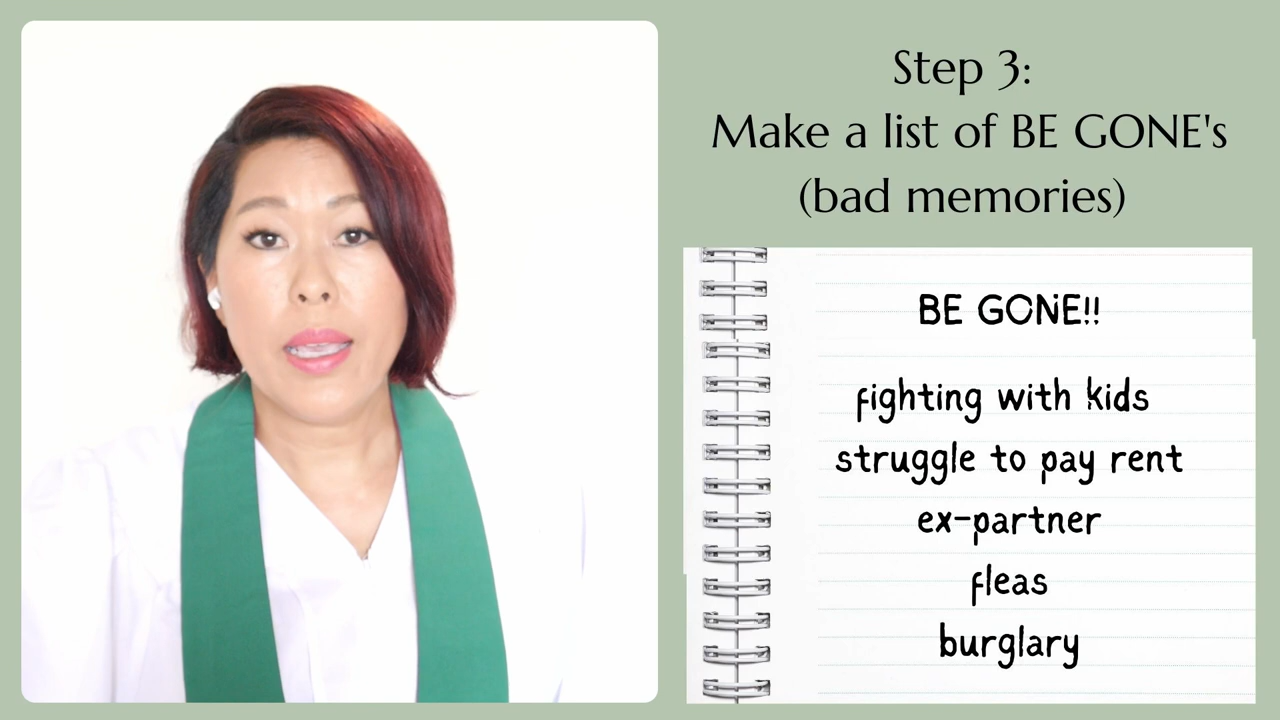 Step 3:
Make a list of BE GONE's
(bad memories)
BE GONE!!
fighting with kids
struggle to pay rent
ex-partner
fleas
burglary